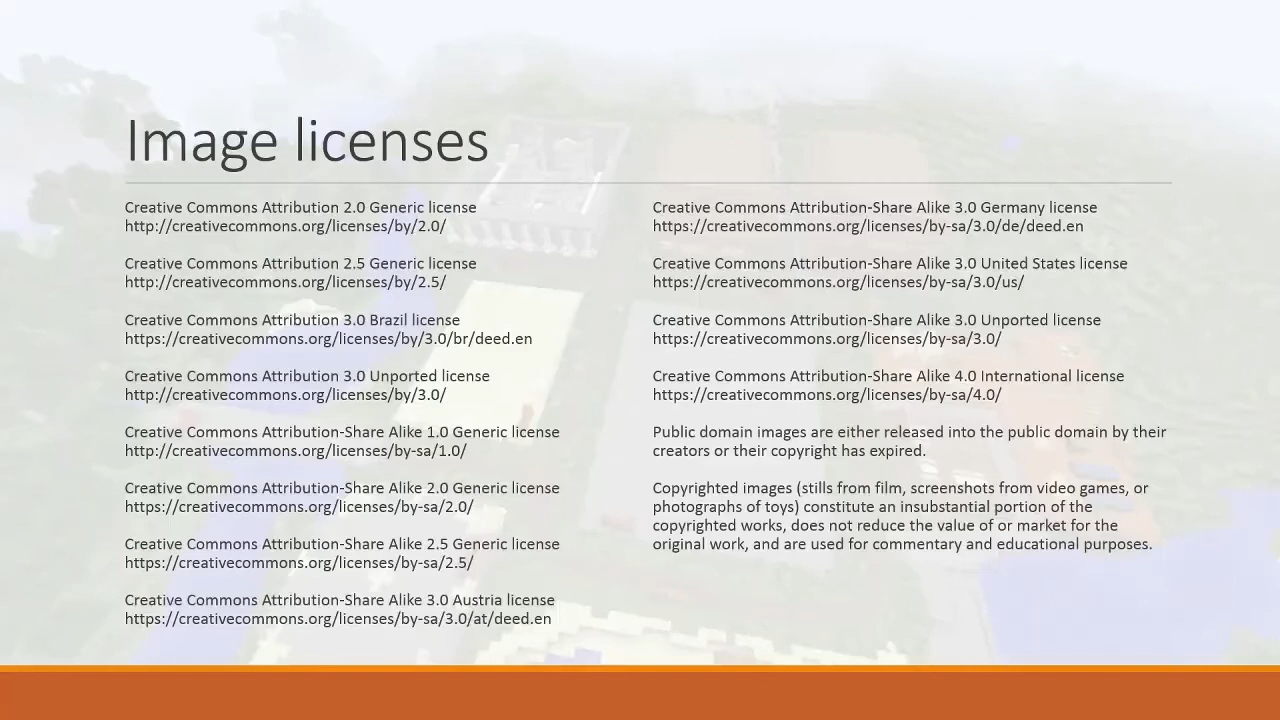 Image licenses
Creative Commons Attribution 2.0 Generic license
http://creativecommons.org/licenses/by/2.0/
Creative Commons Attribution 2.5 Generic license
http://creativecommons.org/licenses/by/2.5/
Creative Commons Attribution 3.0 Brazil license
https://creativecommons.org/licenses/by/3.0/br/deed.en
Creative Commons Attribution 3.0 Unported license
http://creativecommons.org/licenses/by/3.0/
Creative Commons Attribution-Share Alike 1.0 Generic license
http://creativecommons.org/licenses/by-sa/1.0/
Creative Commons Attribution-Share Alike 2.0 Generic license
http://creativecommons.org/licenses/by-sa/2.0/
Creative Commons Attribution-Share Alike 2.5 Generic license
https://creativecommons.org/licenses/by-sa/2.5/
Creative Commons Attribution-Share Alike 3.0 Austria license
https://creativecommons.org/licenses/by-sa/3.0/at/deed.en
Creative Commons Attribution-Share Alike 3.0 Germany license
https://creativecommons.org/licenses/by-sa/3.0/de/deed.en
Creative Commons Attribution-Share Alike 3.0 United States license
https://creativecommons.org/licenses/by-sa/3.0/us/
Creative Commons Attribution-Share Alike 3.0 Unported license
https://creativecommons.org/licenses/by-sa/3.0/
Creative Commons Attribution-Share Alike 4.0 International license
https://creativecommons.org/licenses/by-sa/4.0/
Public domain images are either released into the public domain by their
creators or their copyright has expired.
Copyrighted images (stills from film, screenshots from video games, or
photographs of toys) constitute an insubstantial portion of the
copyrighted works, does not reduce the value of or market for the
original work, and are used for commentary and educational purposes.